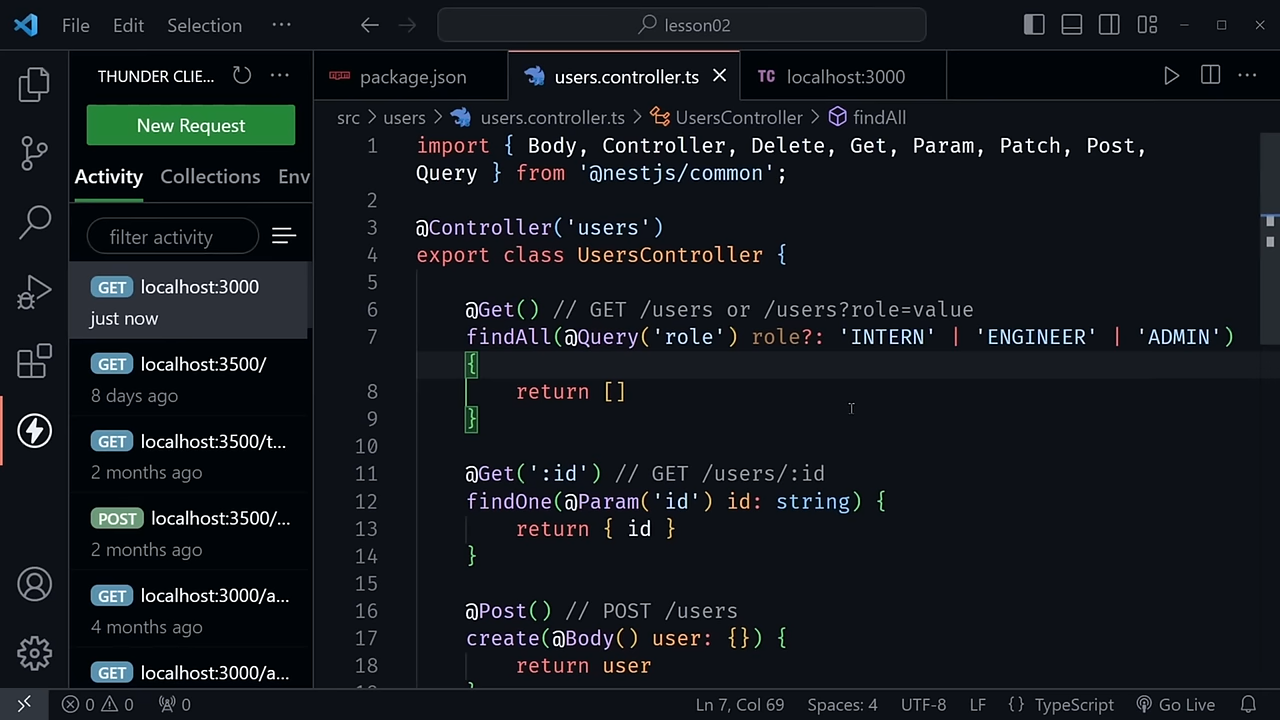 File Edit Selection ··· lesson02
THUNDER CLIE... ···
New Request
Activity Collections Env
filter activity
GET localhost:3000
just now
GET localhost:3500/
8 days ago
GET localhost:3500/t...
2 months ago
POST localhost:3500/...
2 months ago
GET localhost:3000/a...
4 months ago
GET localhost:3000/a...
package.json users.controller.ts TC localhost:3000 ···
src > users > users.controller.ts > UsersController > findAll
1 import { Body, Controller, Delete, Get, Param, Patch, Post,
Query } from '@nestjs/common';
2
3 @Controller('users')
4 export class UsersController {
5
6 @Get() // GET /users or /users?role=value
7 findAll(@Query('role') role?: 'INTERN' | 'ENGINEER' | 'ADMIN')
{
8 return []
9 }
10
11 @Get(':id') // GET /users/:id
12 findOne(@Param('id') id: string) {
13 return { id }
14 }
15
16 @Post() // POST /users
17 create(@Body() user: {}) {
18 return user
0 0 0 Ln 7, Col 69 Spaces: 4 UTF-8 LF {} TypeScript Go Live